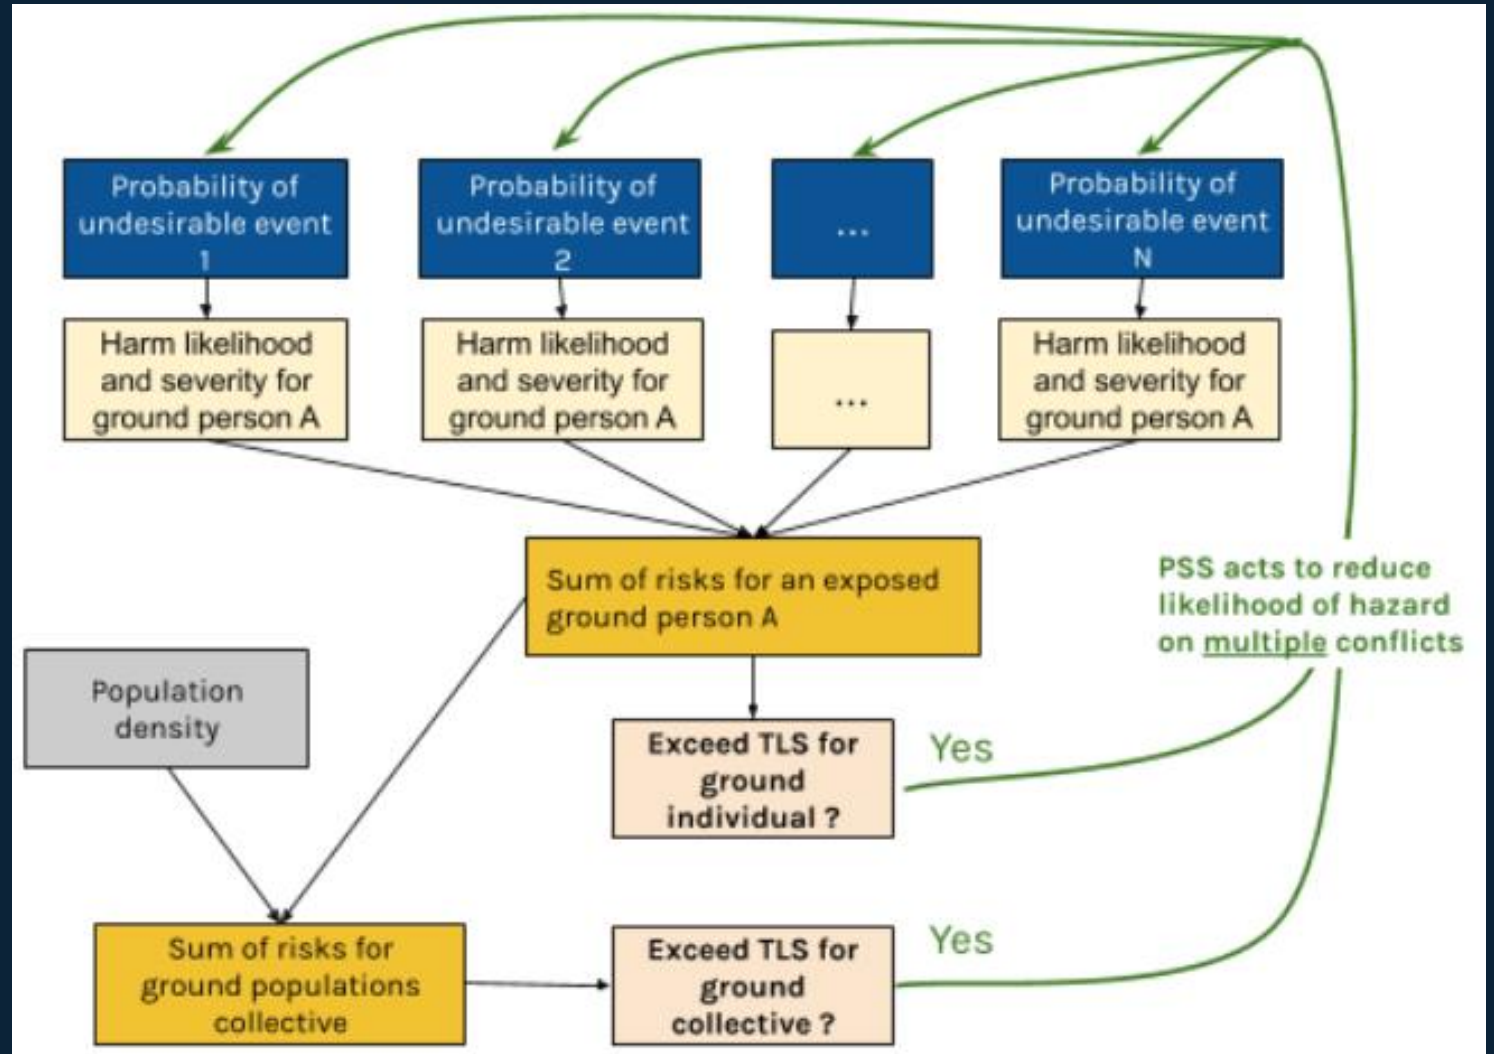 Probability of
undesirable event
1
Probability of
undesirable event
2
...
Probability of
undesirable event
N
Harm likelihood
and severity for
ground person A
Harm likelihood
and severity for
ground person A
...
Harm likelihood
and severity for
ground person A
Sum of risks for an exposed
ground person A
PSS acts to reduce
likelihood of hazard
on multiple conflicts
Population
density
Exceed TLS for
ground
individual ?
Yes
Sum of risks for
ground populations
collective
Exceed TLS for
ground
collective ?
Yes